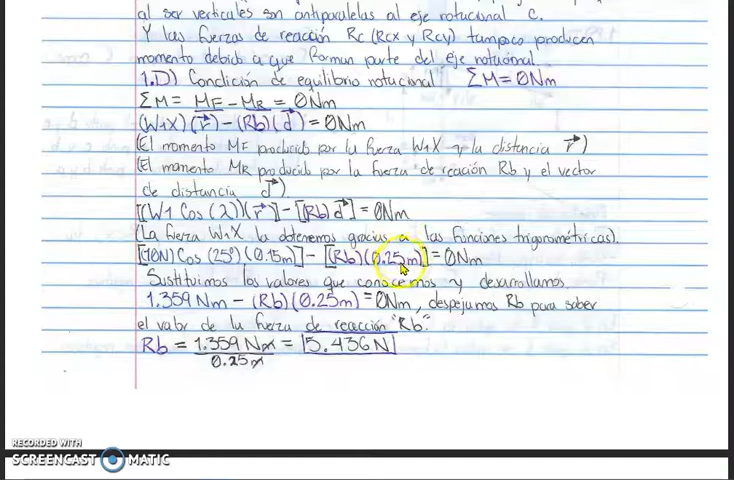 al ser verticales son antiparalelas al eje rotacional c.
Y las fuerzas de reacción Rc (Rcx y Rcy) tampoco producen
momento debido a que forman parte del eje rotacional.
1.D) Condición de equilibrio rotacional ΣM = 0Nm
ΣM = MF - MR = 0Nm
(W1X)(r⃗) - (Rb)(d⃗) = 0Nm
(El momento MF producido por la fuerza W1X y la distancia r⃗)
(El momento MR producido por la fuerza de reación Rb y el vector
de distancia d⃗)
[(W1 Cos(λ))(r⃗)] - [(Rb)d⃗] = 0Nm
(La fuerza W1X la obtenemos gracias a las funciones trigonométricas).
[(10N) Cos (25°)(0.15m)] - [(Rb)(0.25m)] = 0Nm
Sustituimos los valores que conocemos y desarrollamos.
1.359 Nm - (Rb)(0.25m) = 0Nm, despejamos Rb para saber
el valor de la fuerza de reacción "Rb".
Rb = 1.359 Nm = 5.436N
0.25m
RECORDED WITH
SCREENCAST-O-MATIC